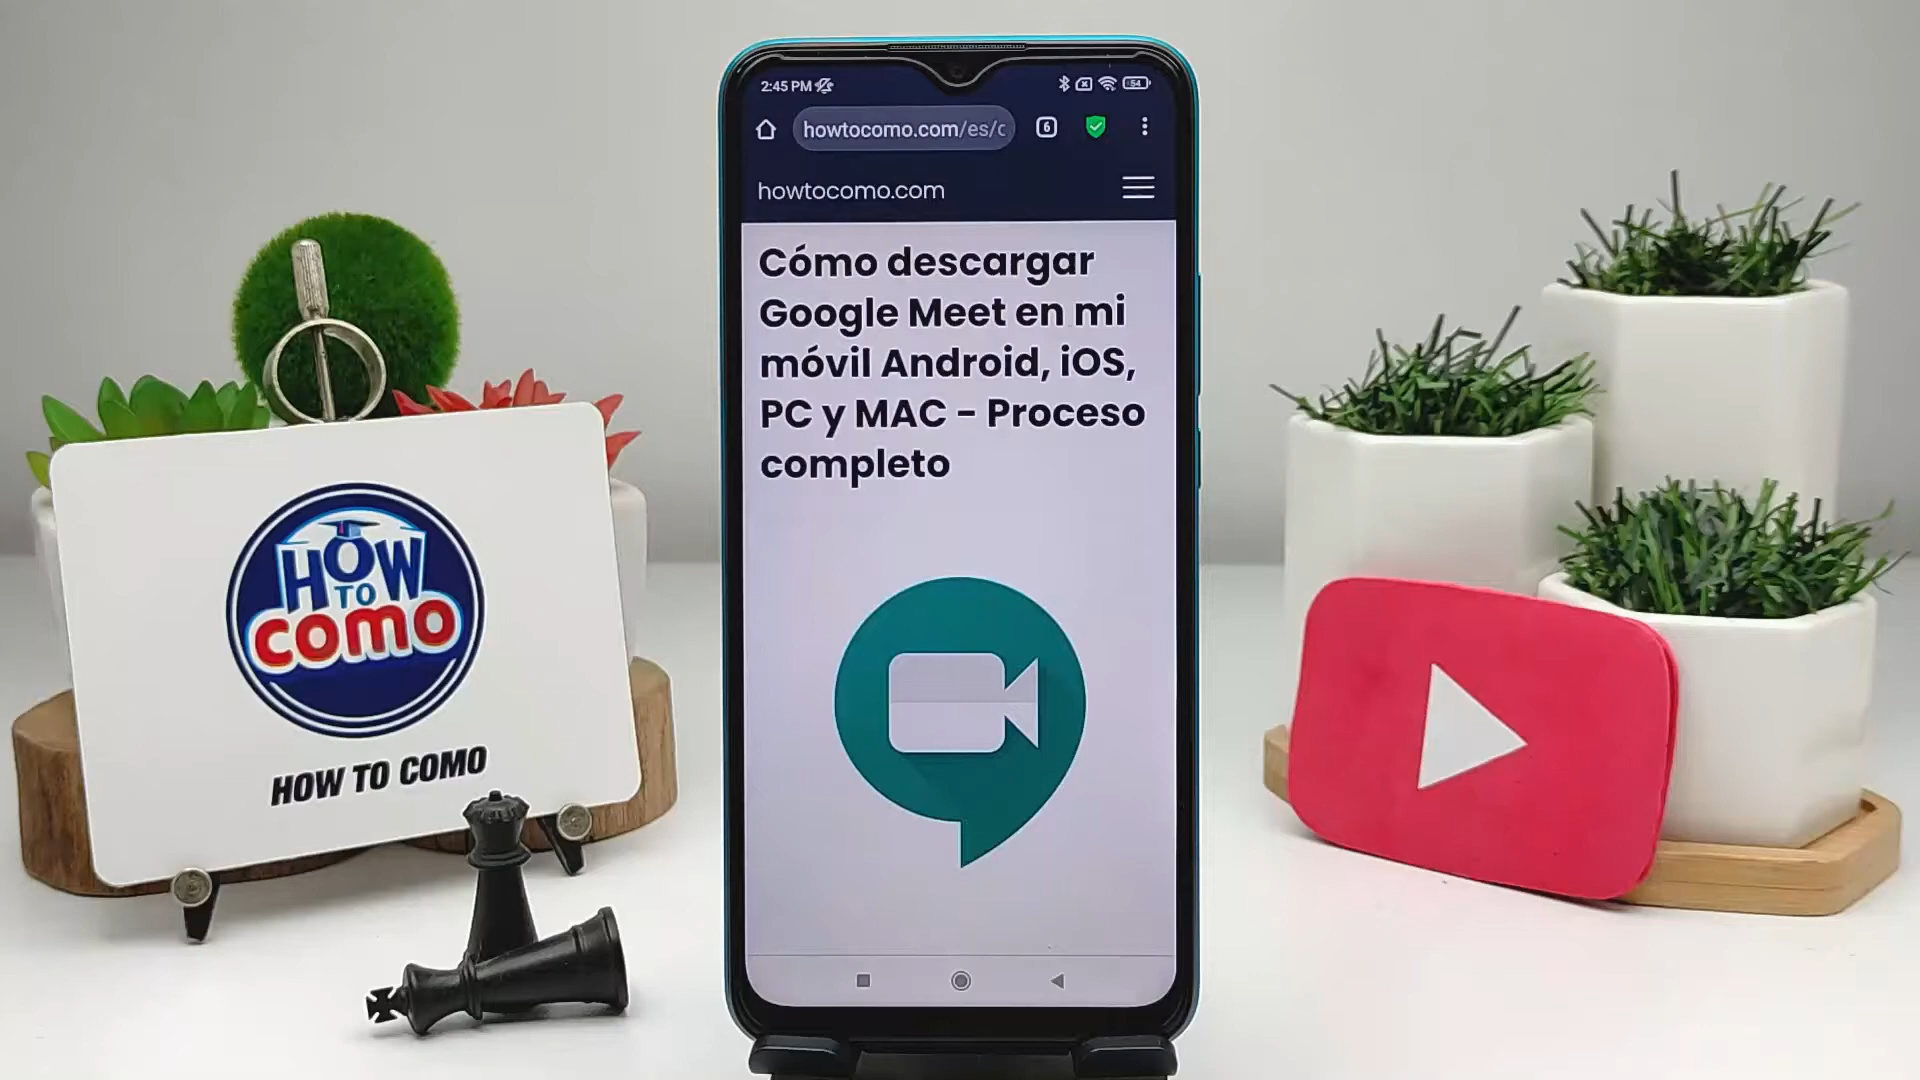 2:45 PM
54
howtocomo.com/es/c
6
howtocomo.com
Cómo descargar
Google Meet en mi
móvil Android, iOS,
PC y MAC - Proceso
completo
HOW
TO
COMO
HOW TO COMO